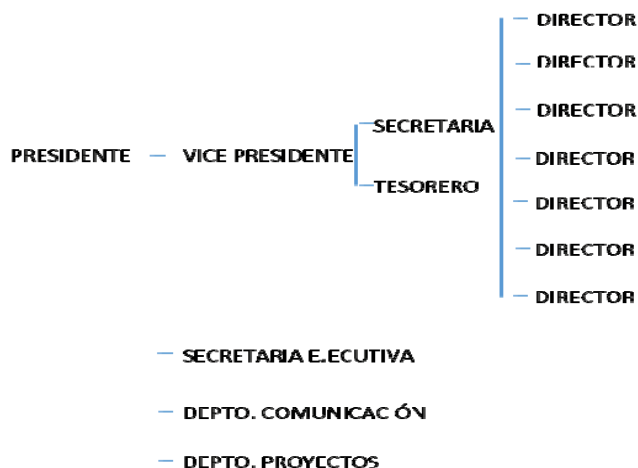 DIRECTOR
DIRECTOR
DIRECTOR
SECRETARIA
PRESIDENTE – VICE PRESIDENTE
DIRECTOR
TESORERO
DIRECTOR
DIRECTOR
DIRECTOR
SECRETARIA E.ECUTIVA
DEPTO. COMUNICAC ÓN
DEPTO. PROYECTOS